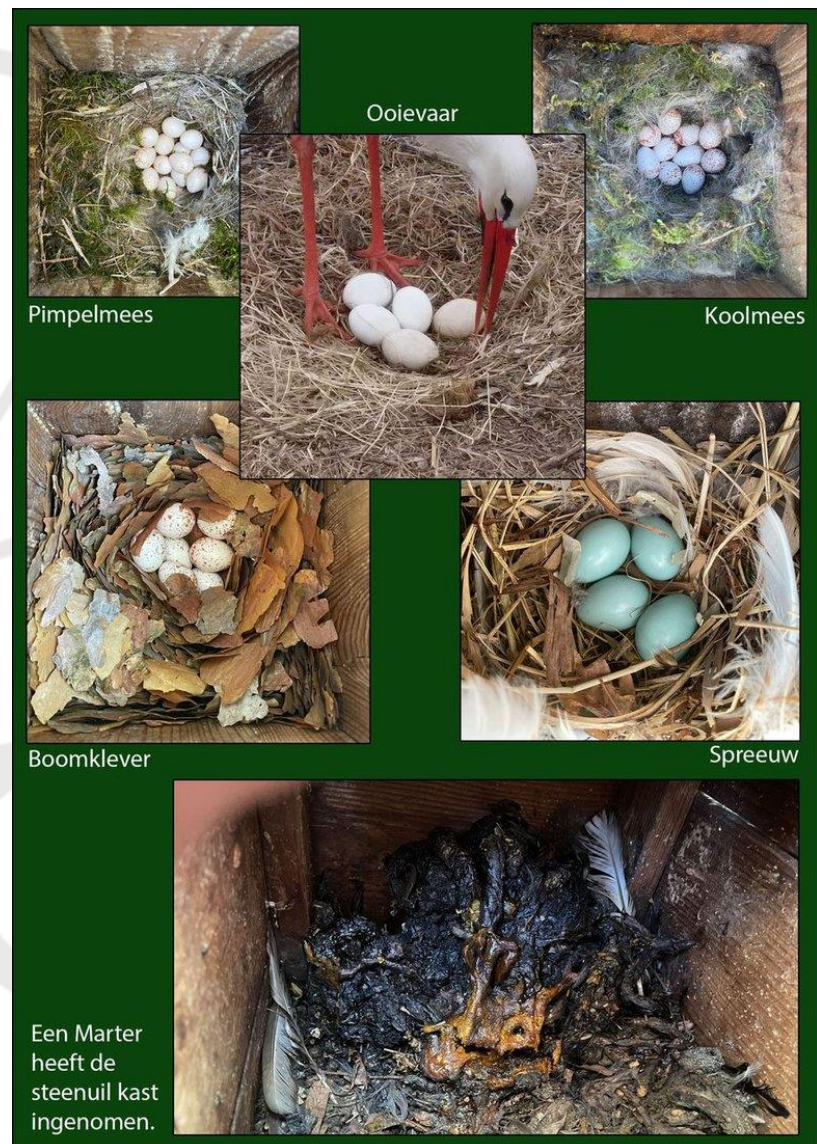 Ooievaar
Pimpelmees
Koolmees
Boomklever
Spreeuw
Een Marter
heeft de
steenuil kast
ingenomen.